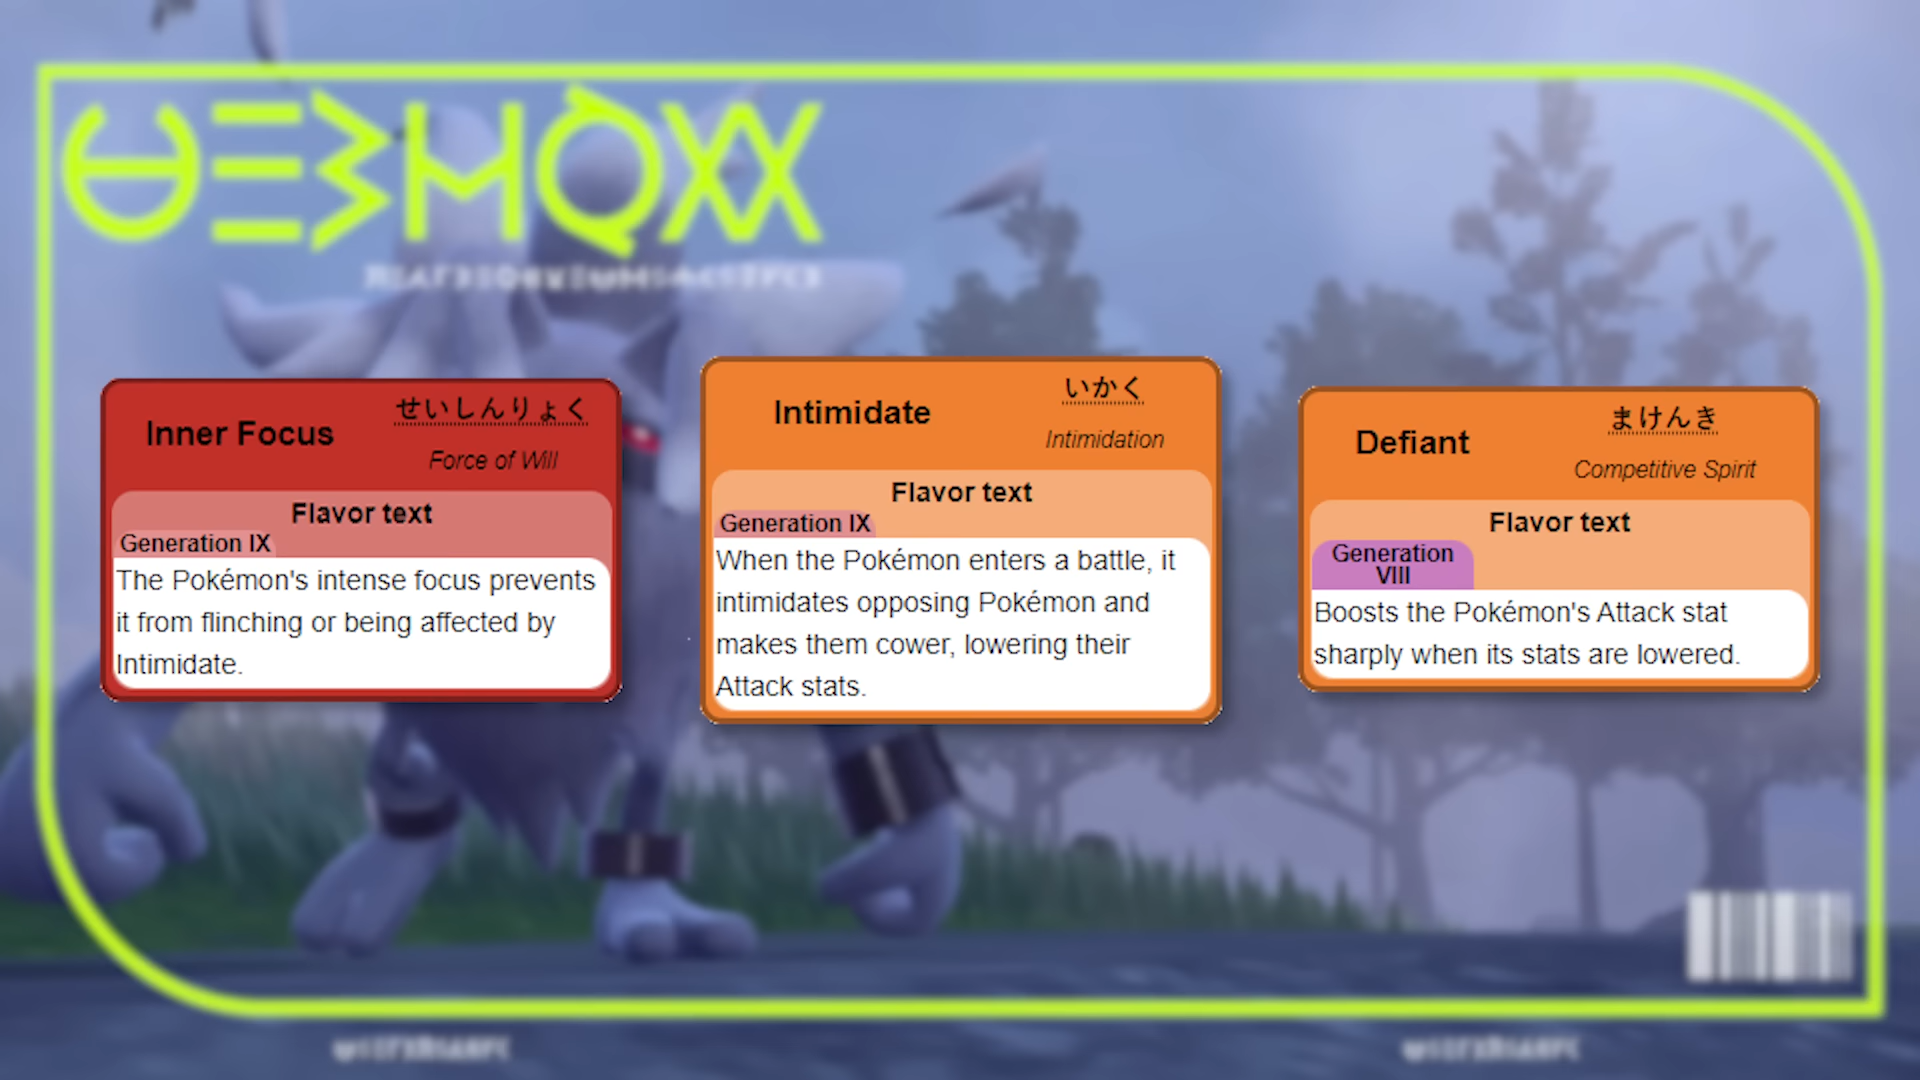 Inner Focus
せいしんりょく
Force of Will
Flavor text
Generation IX
The Pokémon's intense focus prevents
it from flinching or being affected by
Intimidate.
Intimidate
いかく
Intimidation
Flavor text
Generation IX
When the Pokémon enters a battle, it
intimidates opposing Pokémon and
makes them cower, lowering their
Attack stats.
Defiant
まけんき
Competitive Spirit
Flavor text
Generation
VIII
Boosts the Pokémon's Attack stat
sharply when its stats are lowered.